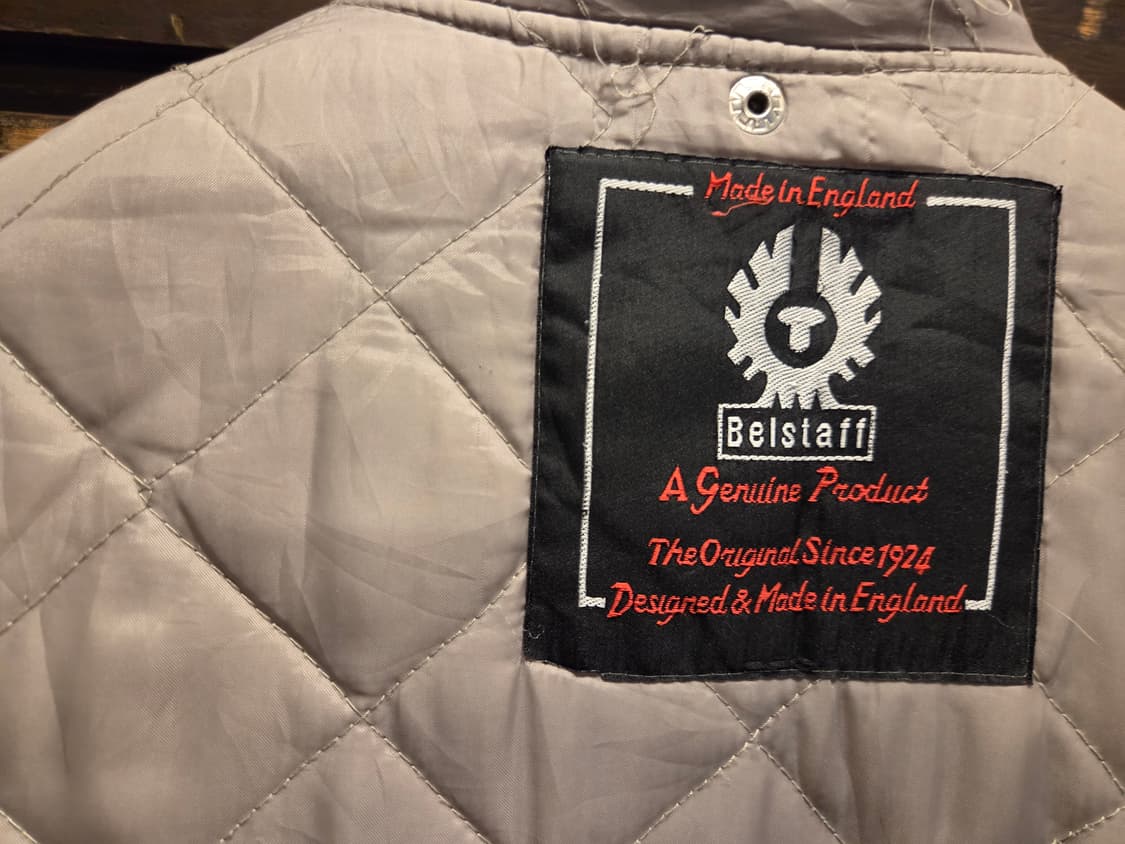 Made in England
Belstaff
A Genuine Product
The Original Since 1924
Designed & Made in England